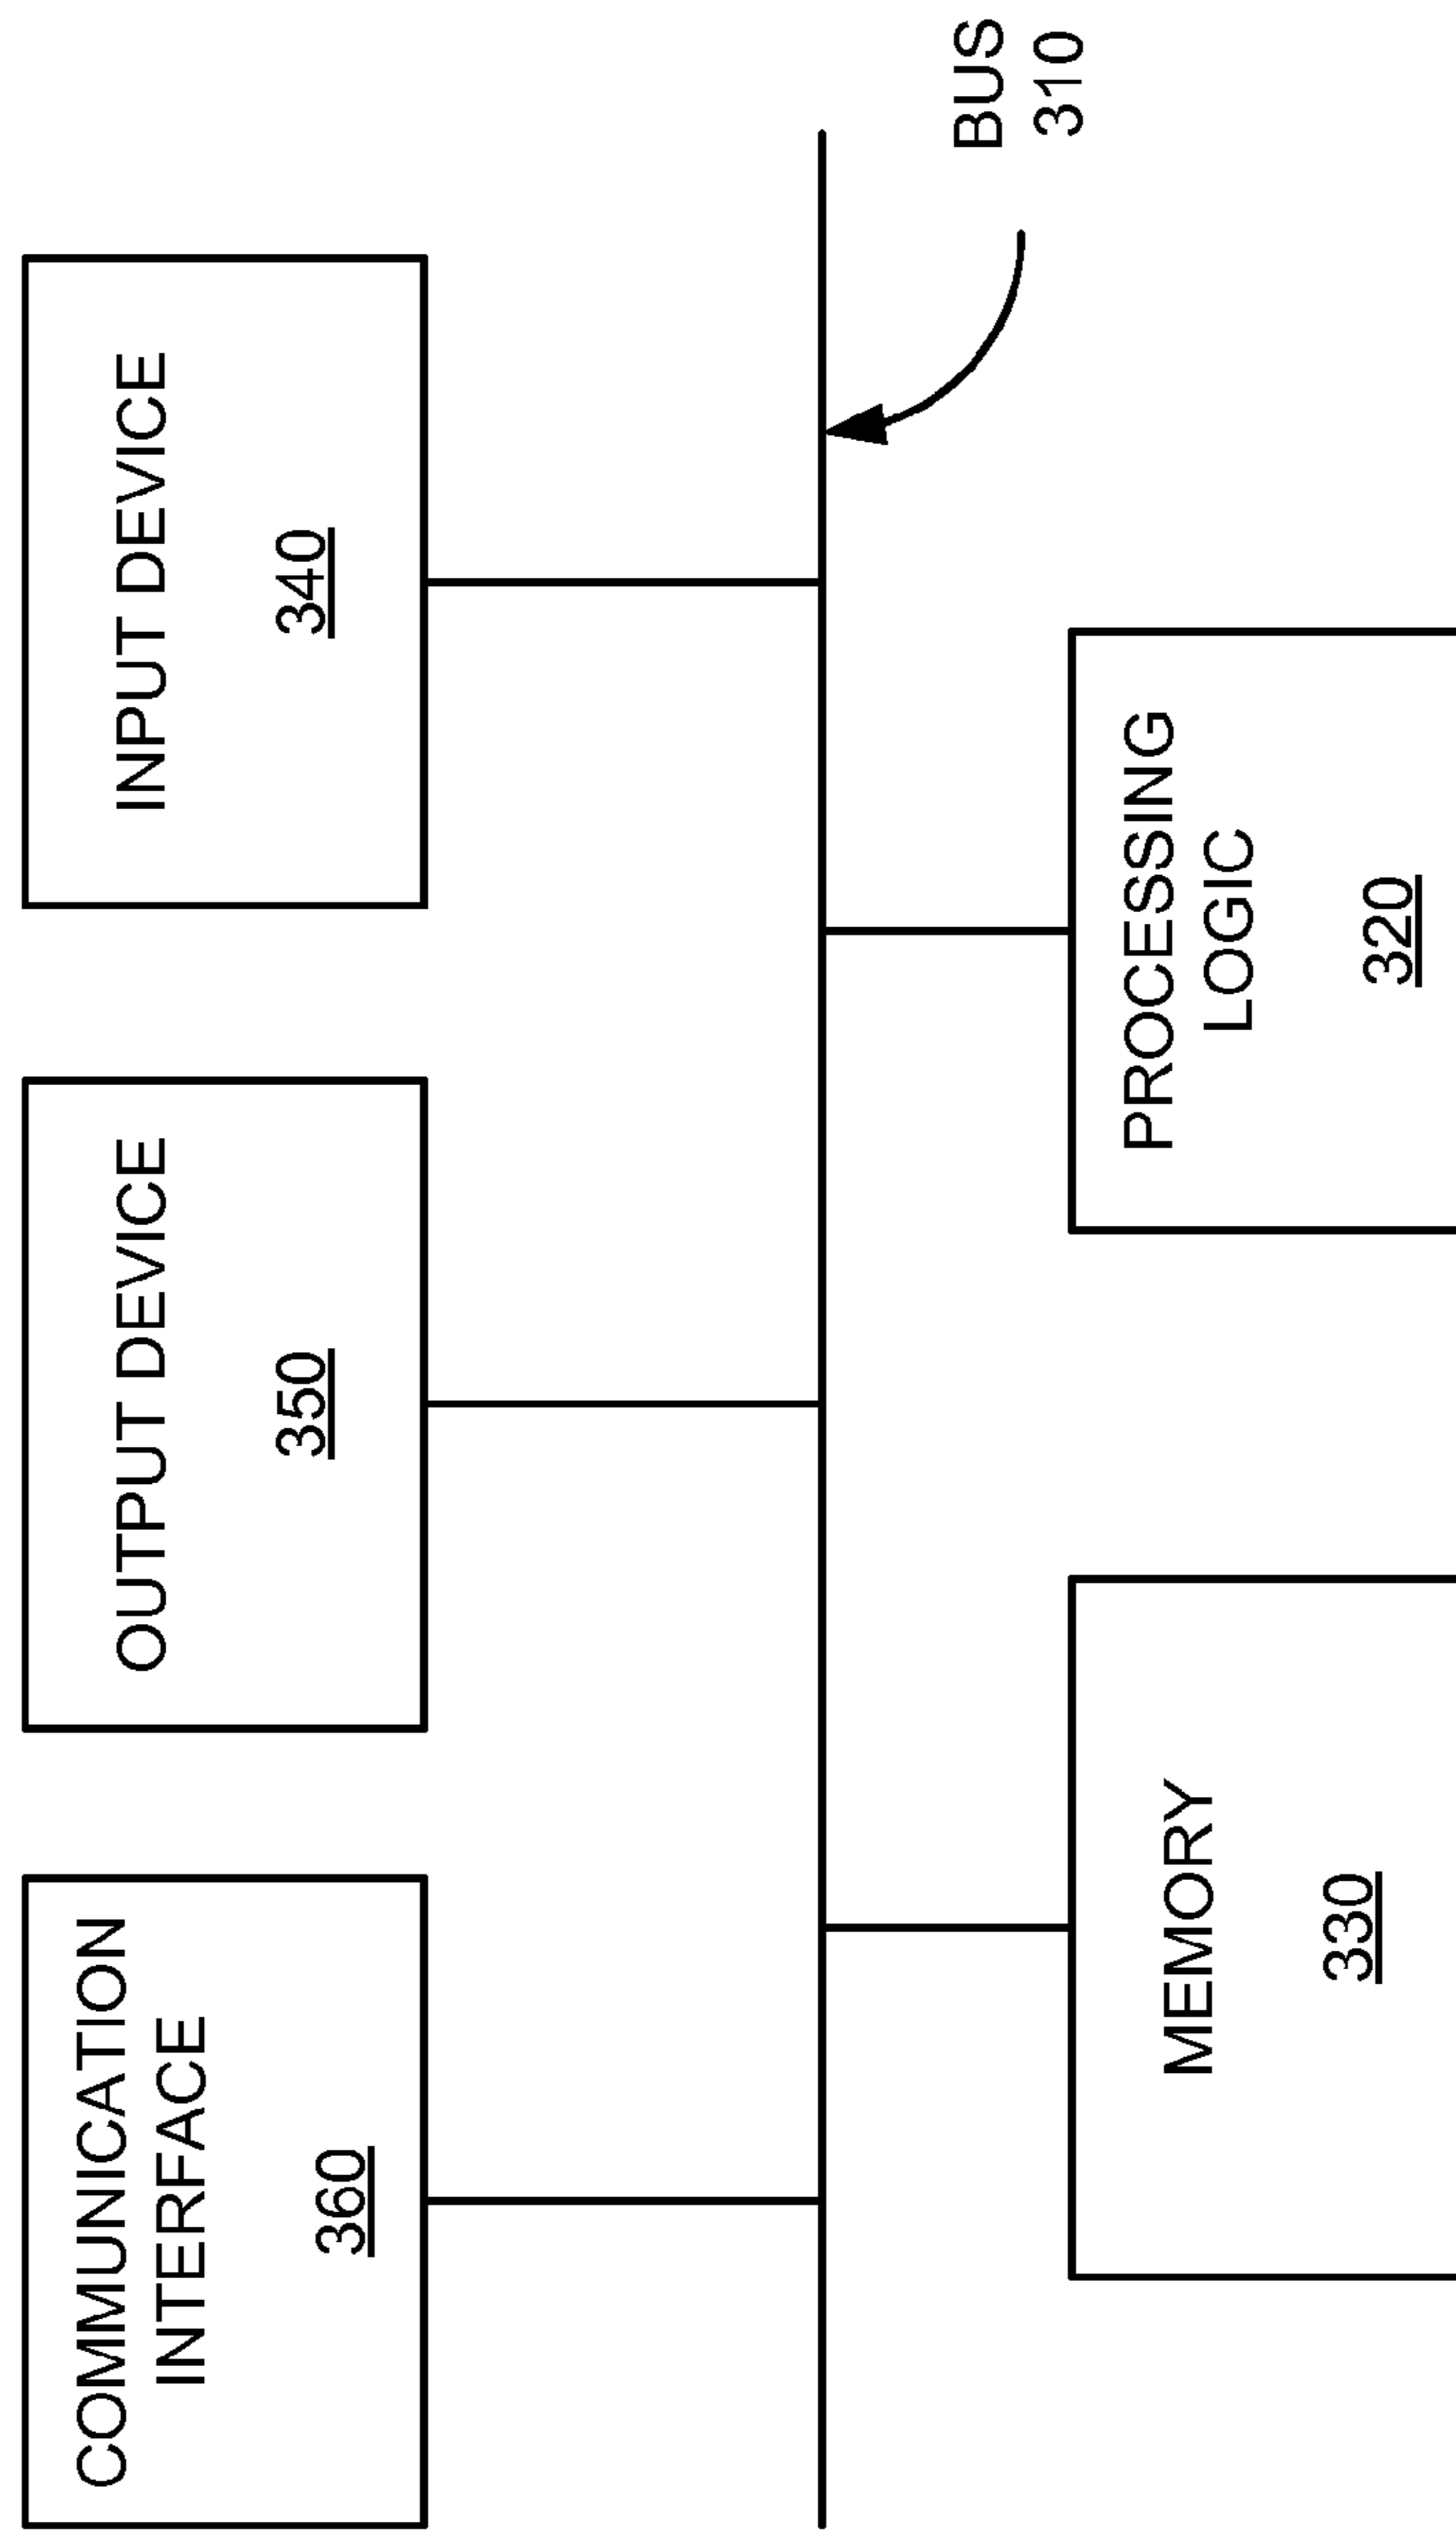 INPUT DEVICE
340
OUTPUT DEVICE
350
COMMUNICATION
INTERFACE
360
BUS
310
PROCESSING
LOGIC
320
MEMORY
330